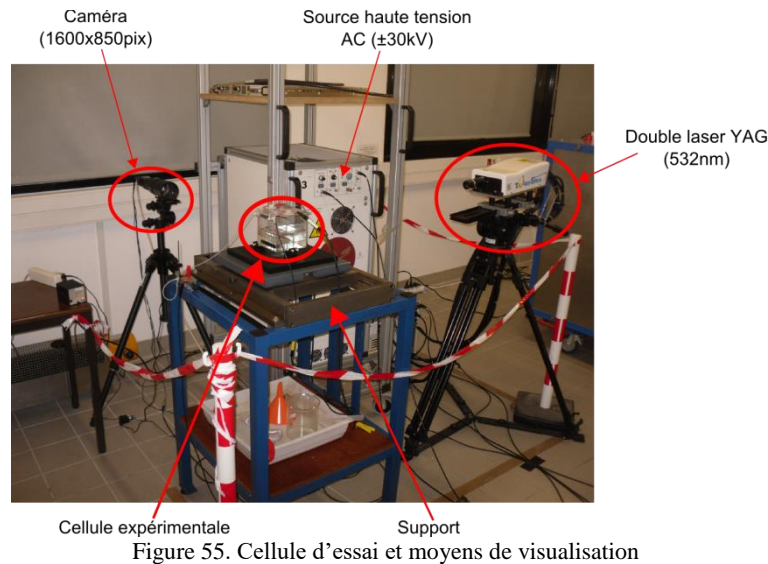 Caméra
(1600x850pix)
Source haute tension
AC (±30kV)
Double laser YAG
(532nm)
3
Cellule expérimentale
Support
Figure 55. Cellule d’essai et moyens de visualisation